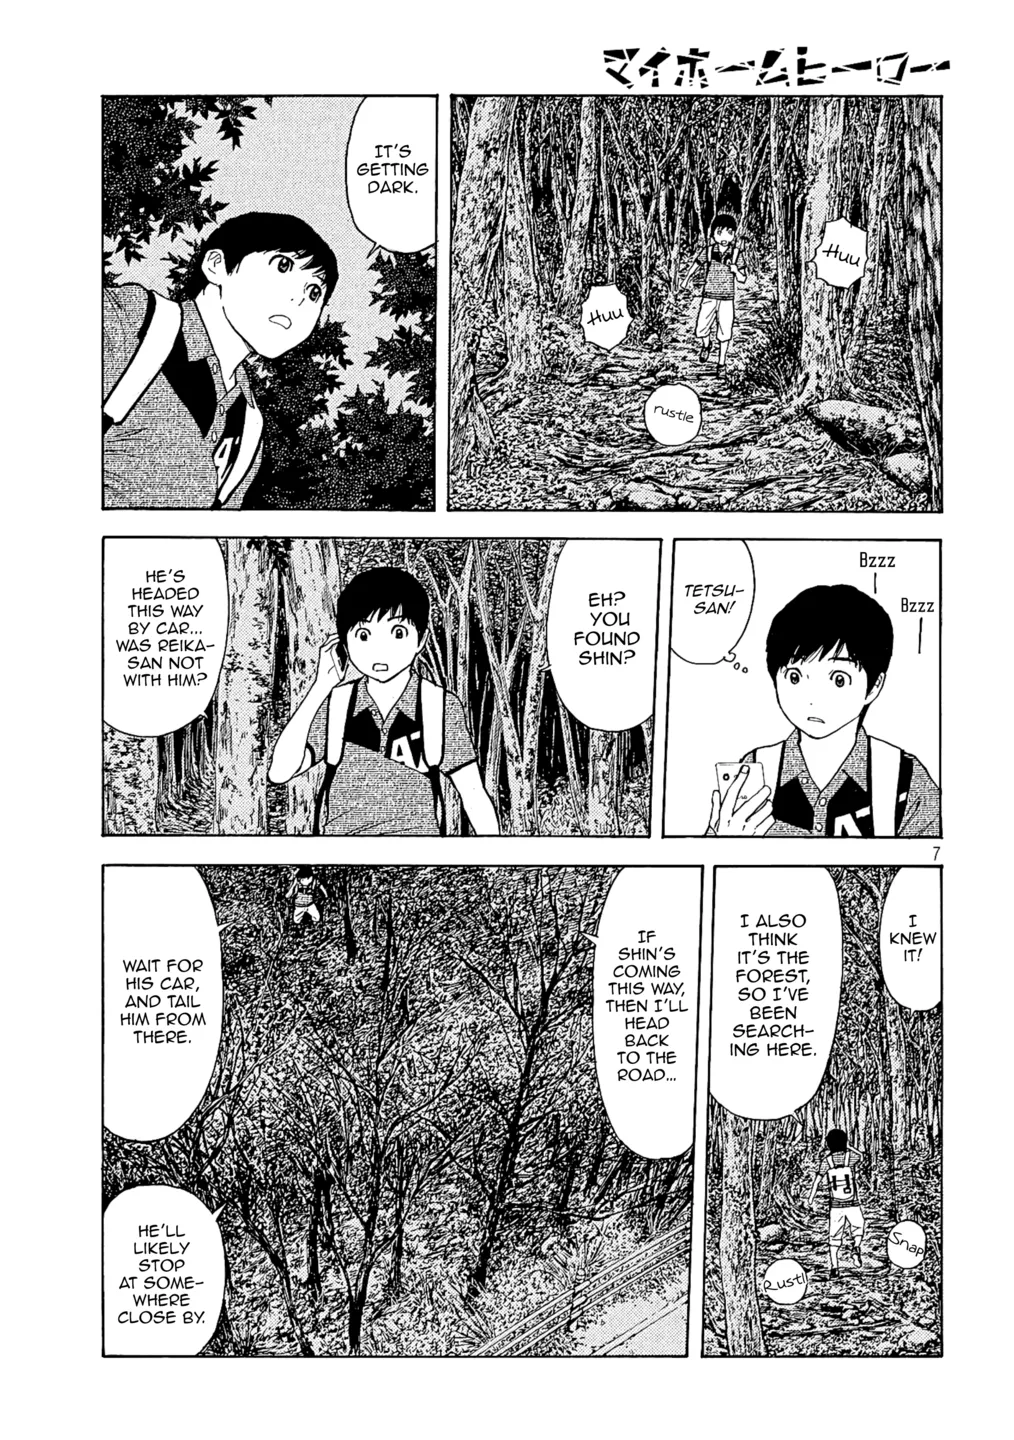 マイホームヒーロー
Huu
Huu
rustle
IT'S
GETTING
DARK.
Bzzz
Bzzz
TETSU-
SAN!
EH?
YOU
FOUND
SHIN?
HE'S
HEADED
THIS WAY
BY CAR...
WAS REIKA-
SAN NOT
WITH HIM?
7
I
KNEW
IT!
I ALSO
THINK
IT'S THE
FOREST,
SO I'VE
BEEN
SEARCH-
ING HERE.
Snap
Rustl
IF
SHIN'S
COMING
THIS WAY,
THEN I'LL
HEAD
BACK
TO THE
ROAD...
WAIT FOR
HIS CAR,
AND TAIL
HIM FROM
THERE.
HE'LL
LIKELY
STOP
AT SOME-
WHERE
CLOSE BY.